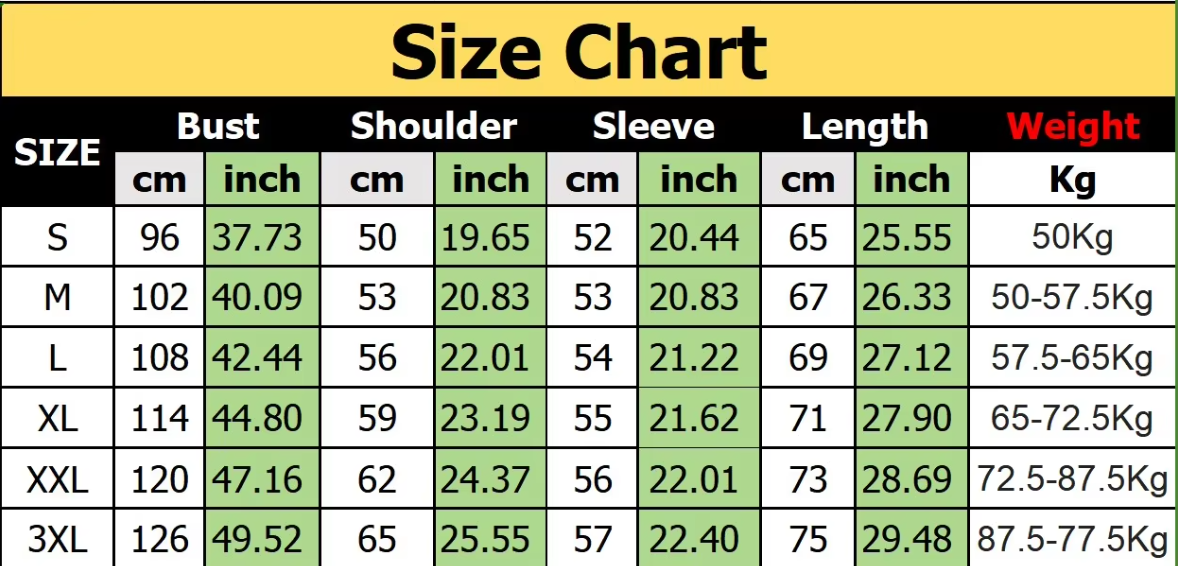 Size Chart
SIZE Bust Shoulder Sleeve Length Weight
cm inch cm inch cm inch cm inch Kg
S 96 37.73 50 19.65 52 20.44 65 25.55 50Kg
M 102 40.09 53 20.83 53 20.83 67 26.33 50-57.5Kg
L 108 42.44 56 22.01 54 21.22 69 27.12 57.5-65Kg
XL 114 44.80 59 23.19 55 21.62 71 27.90 65-72.5Kg
XXL 120 47.16 62 24.37 56 22.01 73 28.69 72.5-87.5Kg
3XL 126 49.52 65 25.55 57 22.40 75 29.48 87.5-77.5Kg